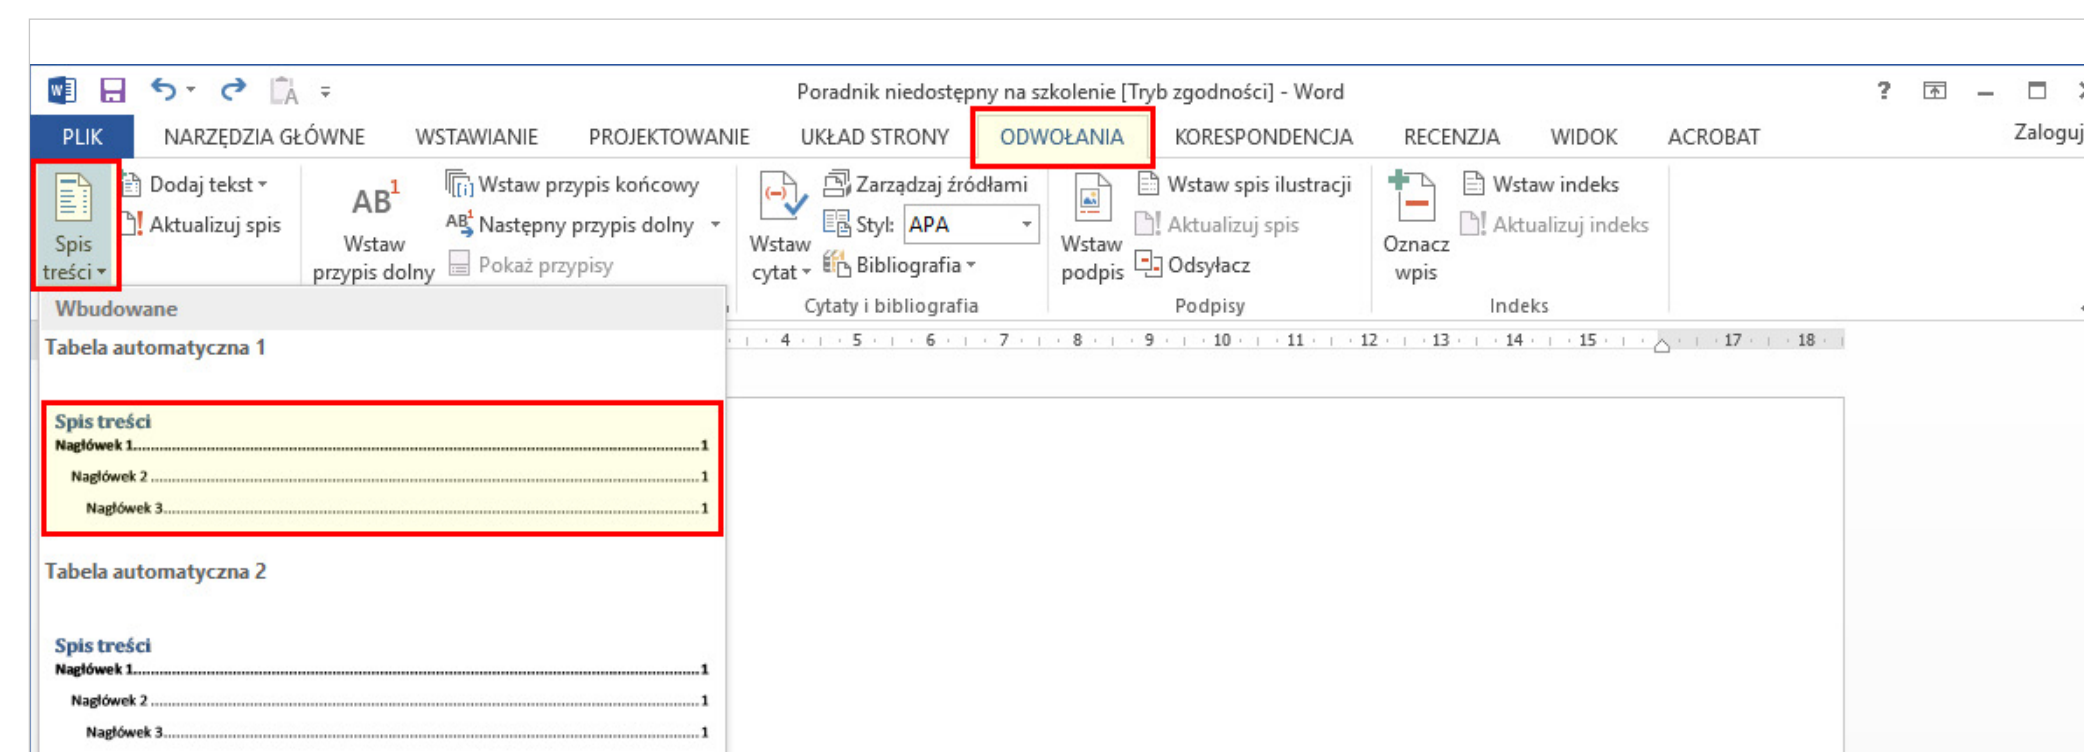 Poradnik niedostępny na szkolenie [Tryb zgodności] - Word
PLIK NARZĘDZIA GŁÓWNE WSTAWIANIE PROJEKTOWANIE UKŁAD STRONY ODWOŁANIA KORESPONDENCJA RECENZJA WIDOK ACROBAT Zaloguj
Spis treści
Dodaj tekst
Aktualizuj spis
AB1
Wstaw przypis dolny
Wstaw przypis końcowy
Następny przypis dolny
Pokaż przypisy
Wstaw cytat
Zarządzaj źródłami
Styl: APA
Bibliografia
Cytaty i bibliografia
Wstaw podpis
Wstaw spis ilustracji
Aktualizuj spis
Odsyłacz
Podpisy
Oznacz wpis
Wstaw indeks
Aktualizuj indeks
Indeks
4 5 6 7 8 9 10 11 12 13 14 15 17 18
Wbudowane
Tabela automatyczna 1
Spis treści
Nagłówek 1 1
Nagłówek 2 1
Nagłówek 3 1
Tabela automatyczna 2
Spis treści
Nagłówek 1 1
Nagłówek 2 1
Nagłówek 3 1